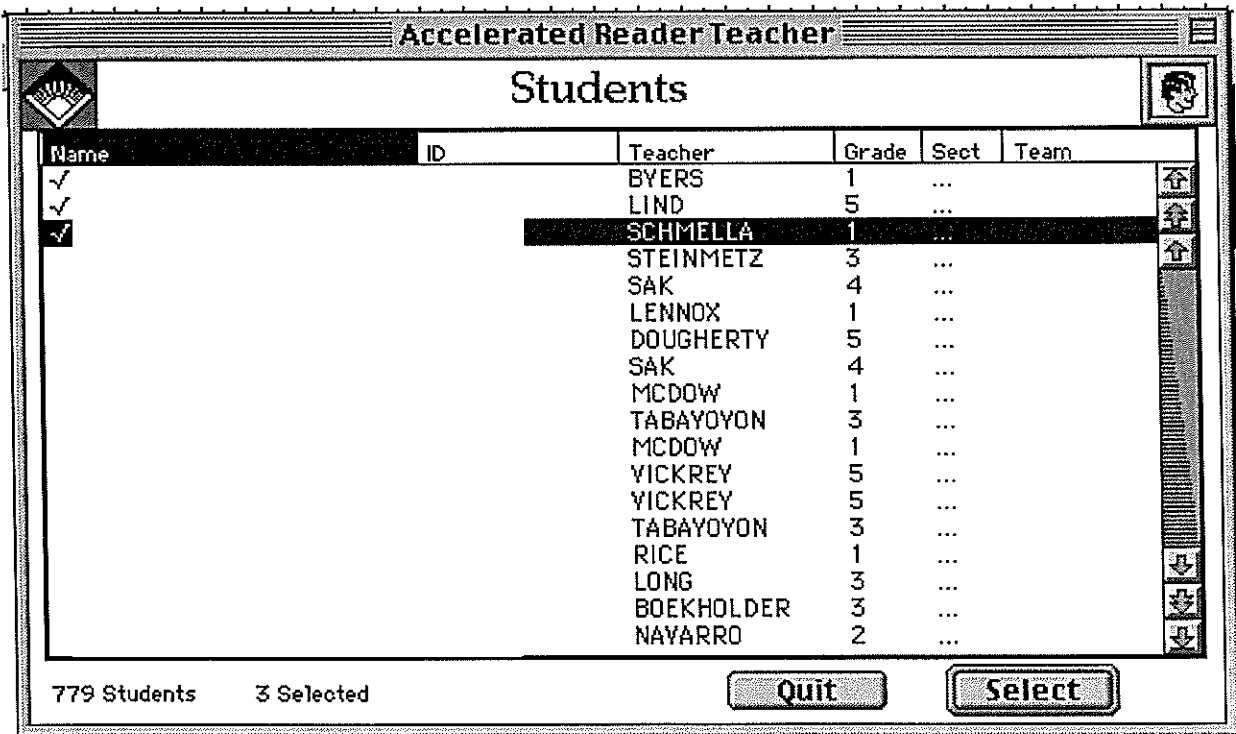 Accelerated Reader Teacher
Students
Name ID Teacher Grade Sect Team
√ BYERS 1 ...
√ LIND 5 ...
√ SCHMELLA 1 ...
STEINMETZ 3 ...
SAK 4 ...
LENNOX 1 ...
DOUGHERTY 5 ...
SAK 4 ...
MCDOW 1 ...
TABAYOYON 3 ...
MCDOW 1 ...
VICKREY 5 ...
VICKREY 5 ...
TABAYOYON 3 ...
RICE 1 ...
LONG 3 ...
BOEKHOLDER 3 ...
NAVARRO 2 ...
779 Students 3 Selected Quit Select